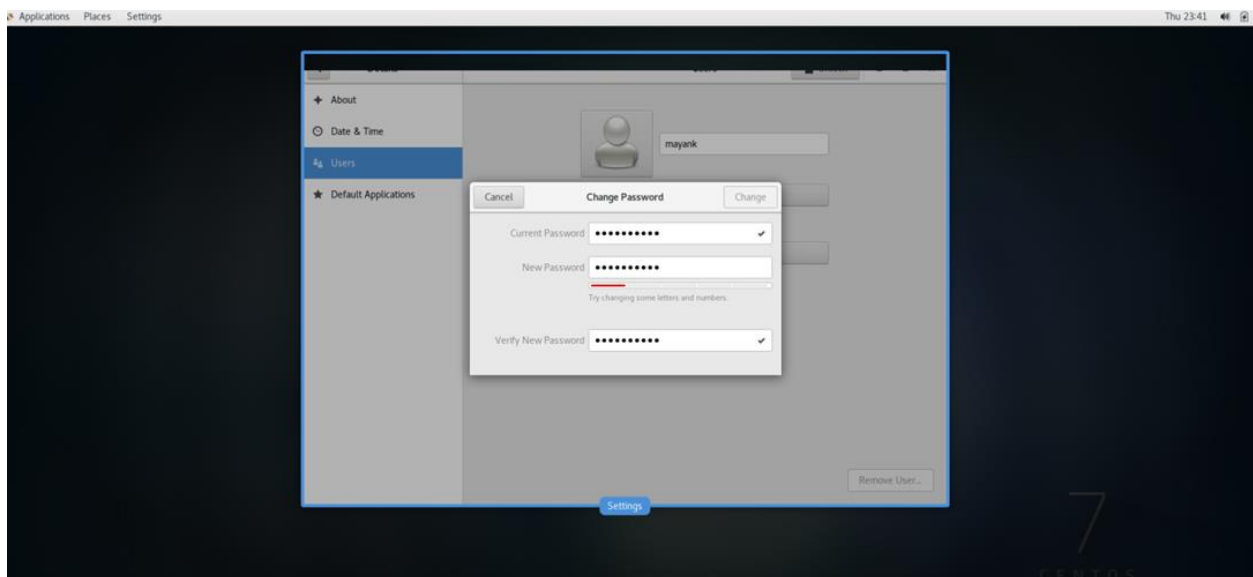 Applications Places Settings Thu 23:41
About
Date & Time
mayank
Users
Default Applications
Cancel Change Password Change
Current Password
New Password
Try changing some letters and numbers.
Verify New Password
Remove User...
Settings
7
CENTOS